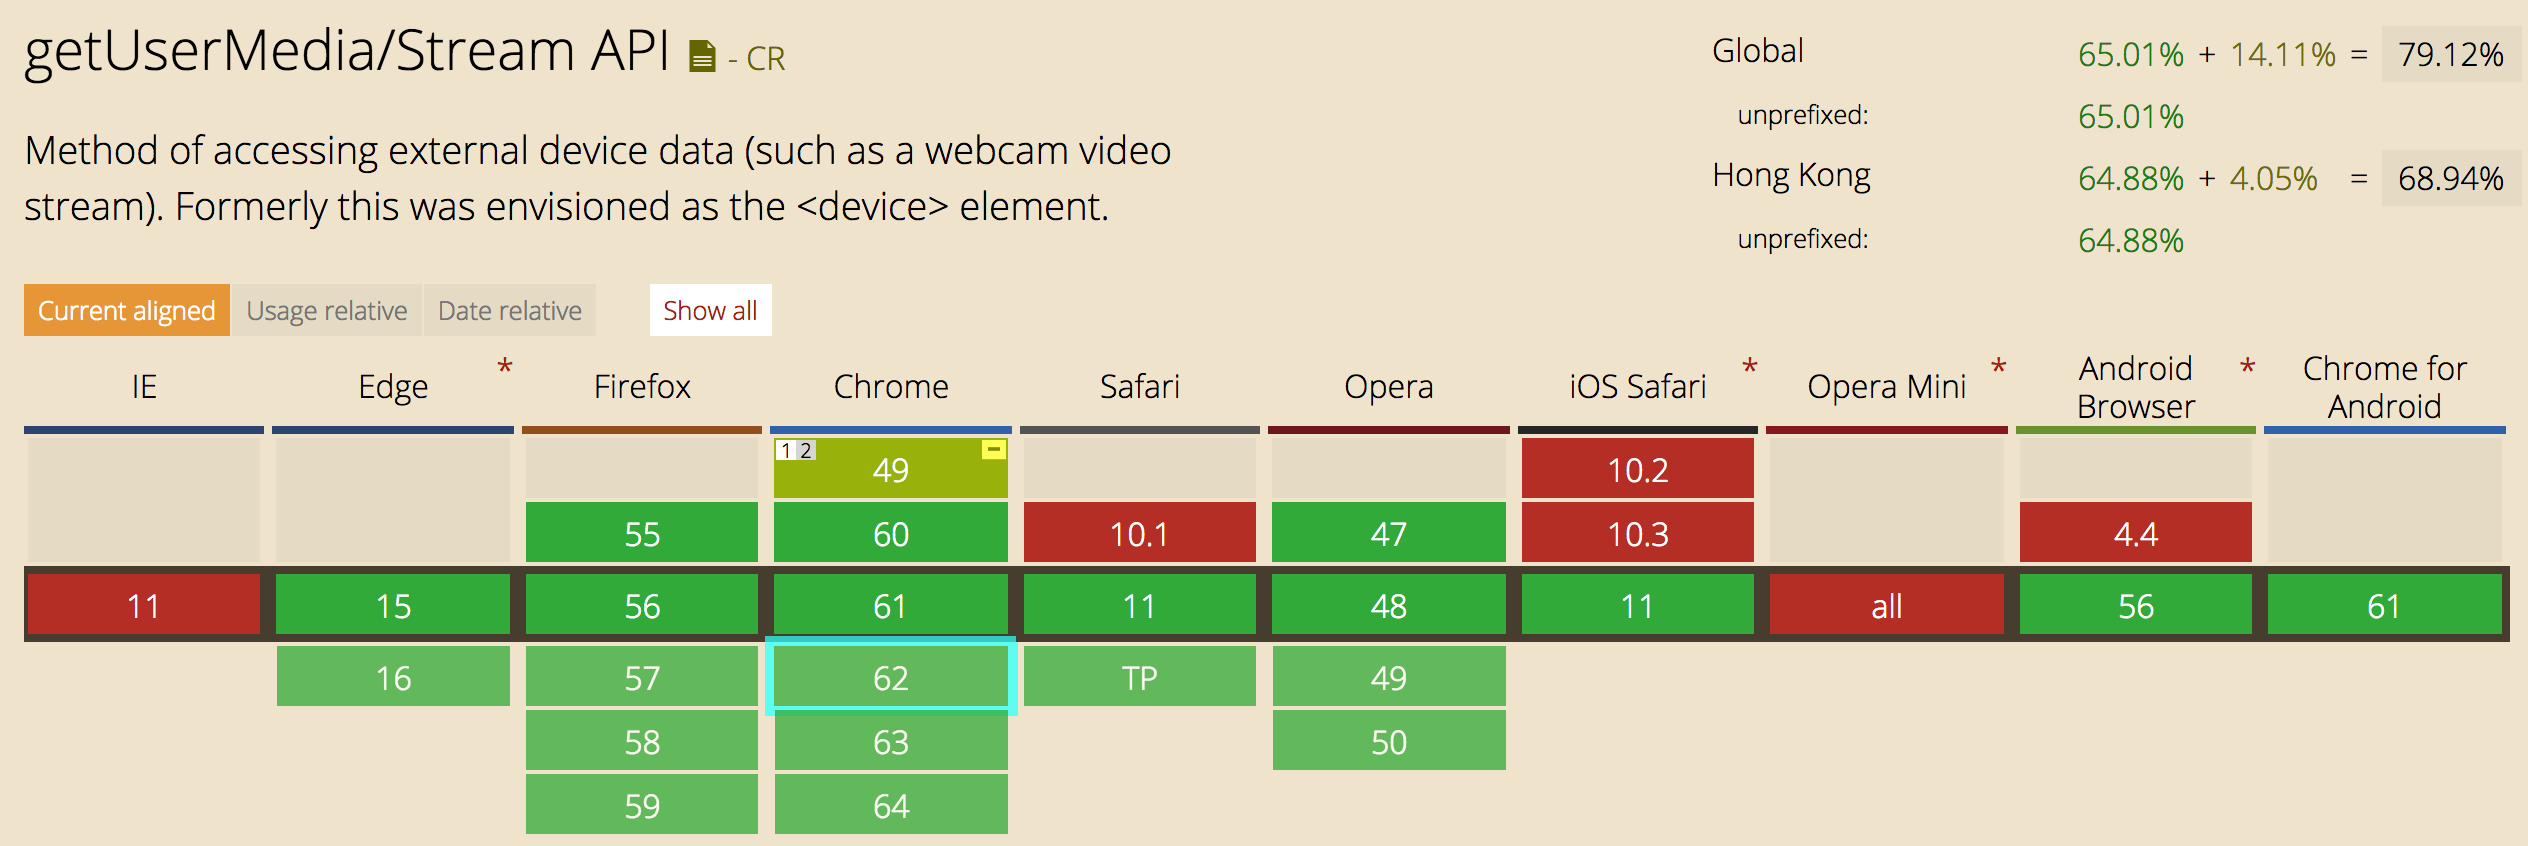 getUserMedia/Stream API - CR
Method of accessing external device data (such as a webcam video
stream). Formerly this was envisioned as the <device> element.
Global 65.01% + 14.11% = 79.12%
unprefixed: 65.01%
Hong Kong 64.88% + 4.05% = 68.94%
unprefixed: 64.88%
Current aligned Usage relative Date relative Show all
IE Edge * Firefox Chrome Safari Opera iOS Safari * Opera Mini * Android Browser * Chrome for Android
1 2 49 - 10.2
55 60 10.1 47 10.3 4.4
11 15 56 61 11 48 11 all 56 61
16 57 62 TP 49
58 63 50
59 64